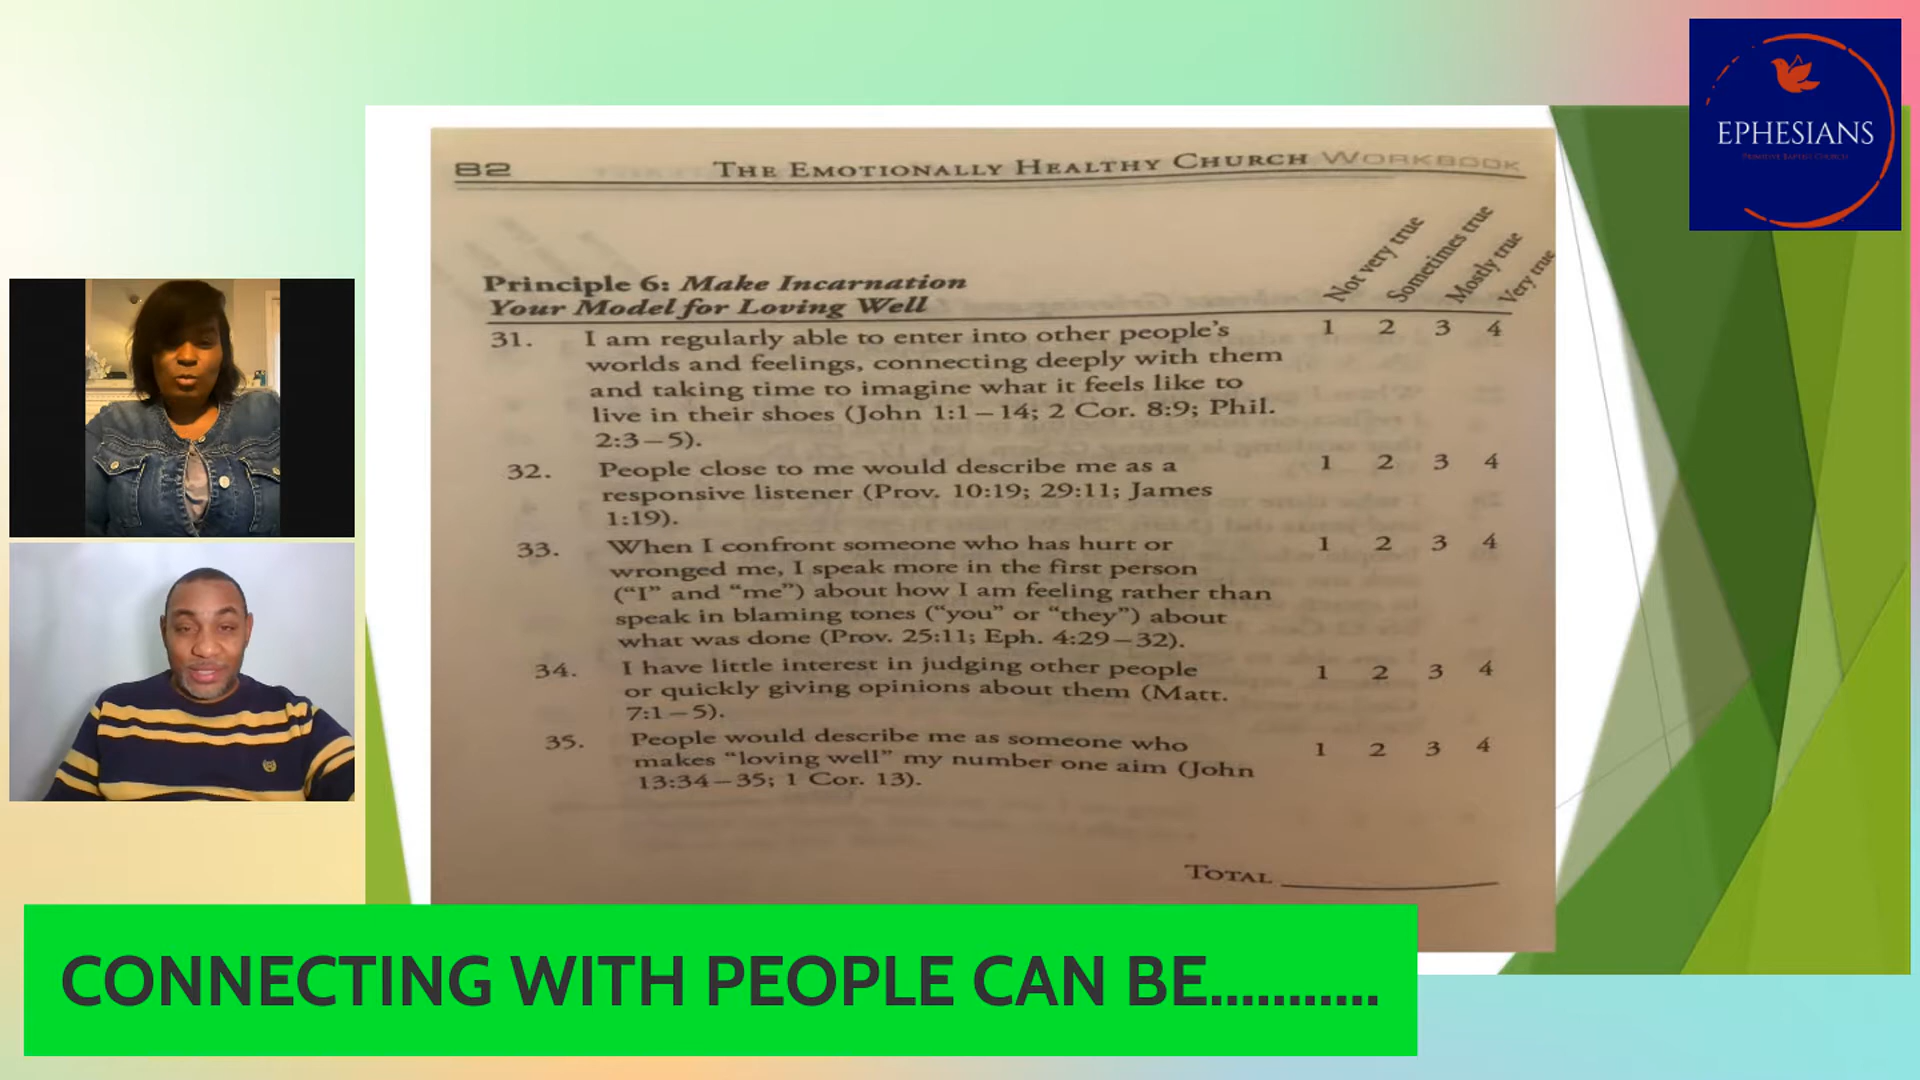 EPHESIANS
PRIMITIVE BAPTIST CHURCH
82 THE EMOTIONALLY HEALTHY CHURCH WORKBOOK
Not very true
Sometimes true
Mostly true
Very true
Principle 6: Make Incarnation
Your Model for Loving Well
31. I am regularly able to enter into other people's 1 2 3 4
worlds and feelings, connecting deeply with them
and taking time to imagine what it feels like to
live in their shoes (John 1:1–14; 2 Cor. 8:9; Phil.
2:3–5).
32. People close to me would describe me as a 1 2 3 4
responsive listener (Prov. 10:19; 29:11; James
1:19).
33. When I confront someone who has hurt or 1 2 3 4
wronged me, I speak more in the first person
("I" and "me") about how I am feeling rather than
speak in blaming tones ("you" or "they") about
what was done (Prov. 25:11; Eph. 4:29–32).
34. I have little interest in judging other people 1 2 3 4
or quickly giving opinions about them (Matt.
7:1–5).
35. People would describe me as someone who 1 2 3 4
makes "loving well" my number one aim (John
13:34–35; 1 Cor. 13).
TOTAL
CONNECTING WITH PEOPLE CAN BE...........